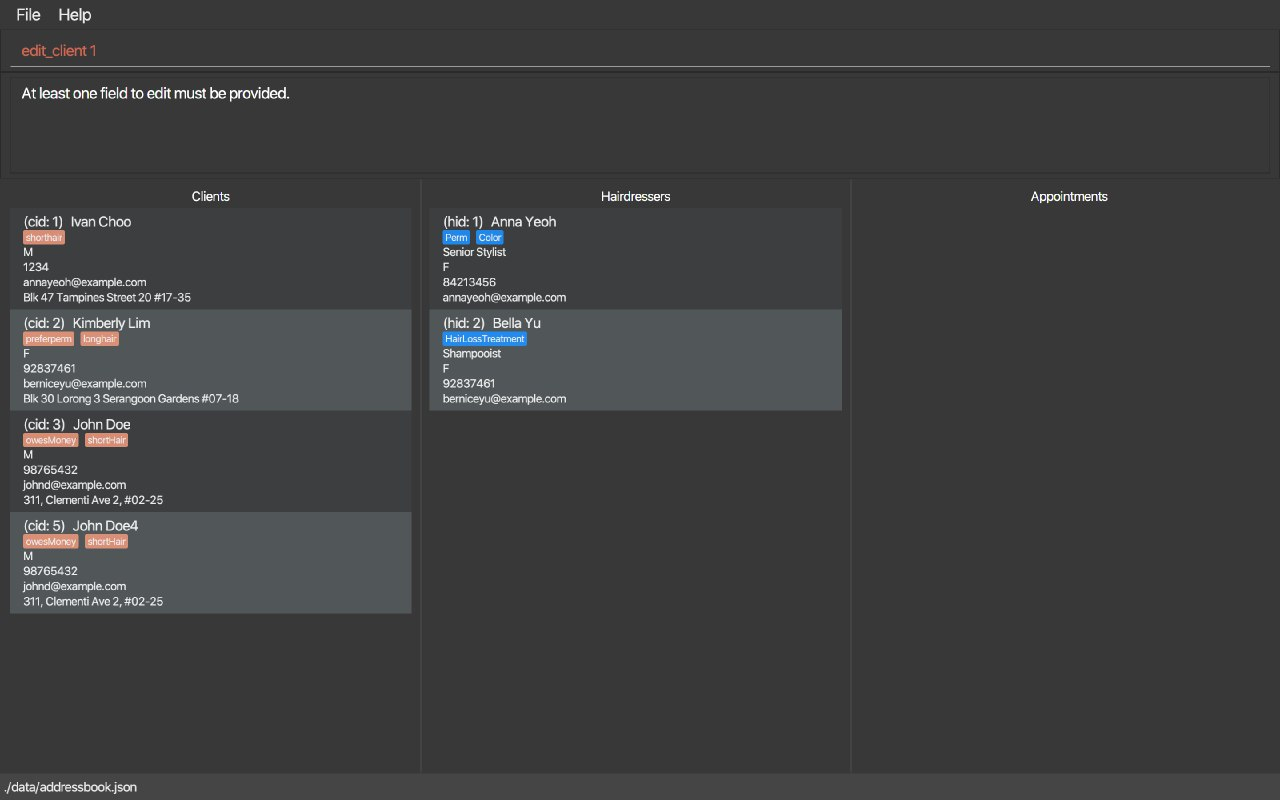 File Help
edit_client 1
At least one field to edit must be provided.
Clients
(cid: 1) Ivan Choo
shorthair
M
1234
annayeoh@example.com
Blk 47 Tampines Street 20 #17-35
(cid: 2) Kimberly Lim
preferperm longhair
F
92837461
berniceyu@example.com
Blk 30 Lorong 3 Serangoon Gardens #07-18
(cid: 3) John Doe
owesMoney shortHair
M
98765432
johnd@example.com
311, Clementi Ave 2, #02-25
(cid: 5) John Doe4
owesMoney shortHair
M
98765432
johnd@example.com
311, Clementi Ave 2, #02-25
Hairdressers
(hid: 1) Anna Yeoh
Perm Color
Senior Stylist
F
84213456
annayeoh@example.com
(hid: 2) Bella Yu
HairLossTreatment
Shampooist
F
92837461
berniceyu@example.com
Appointments
./data/addressbook.json